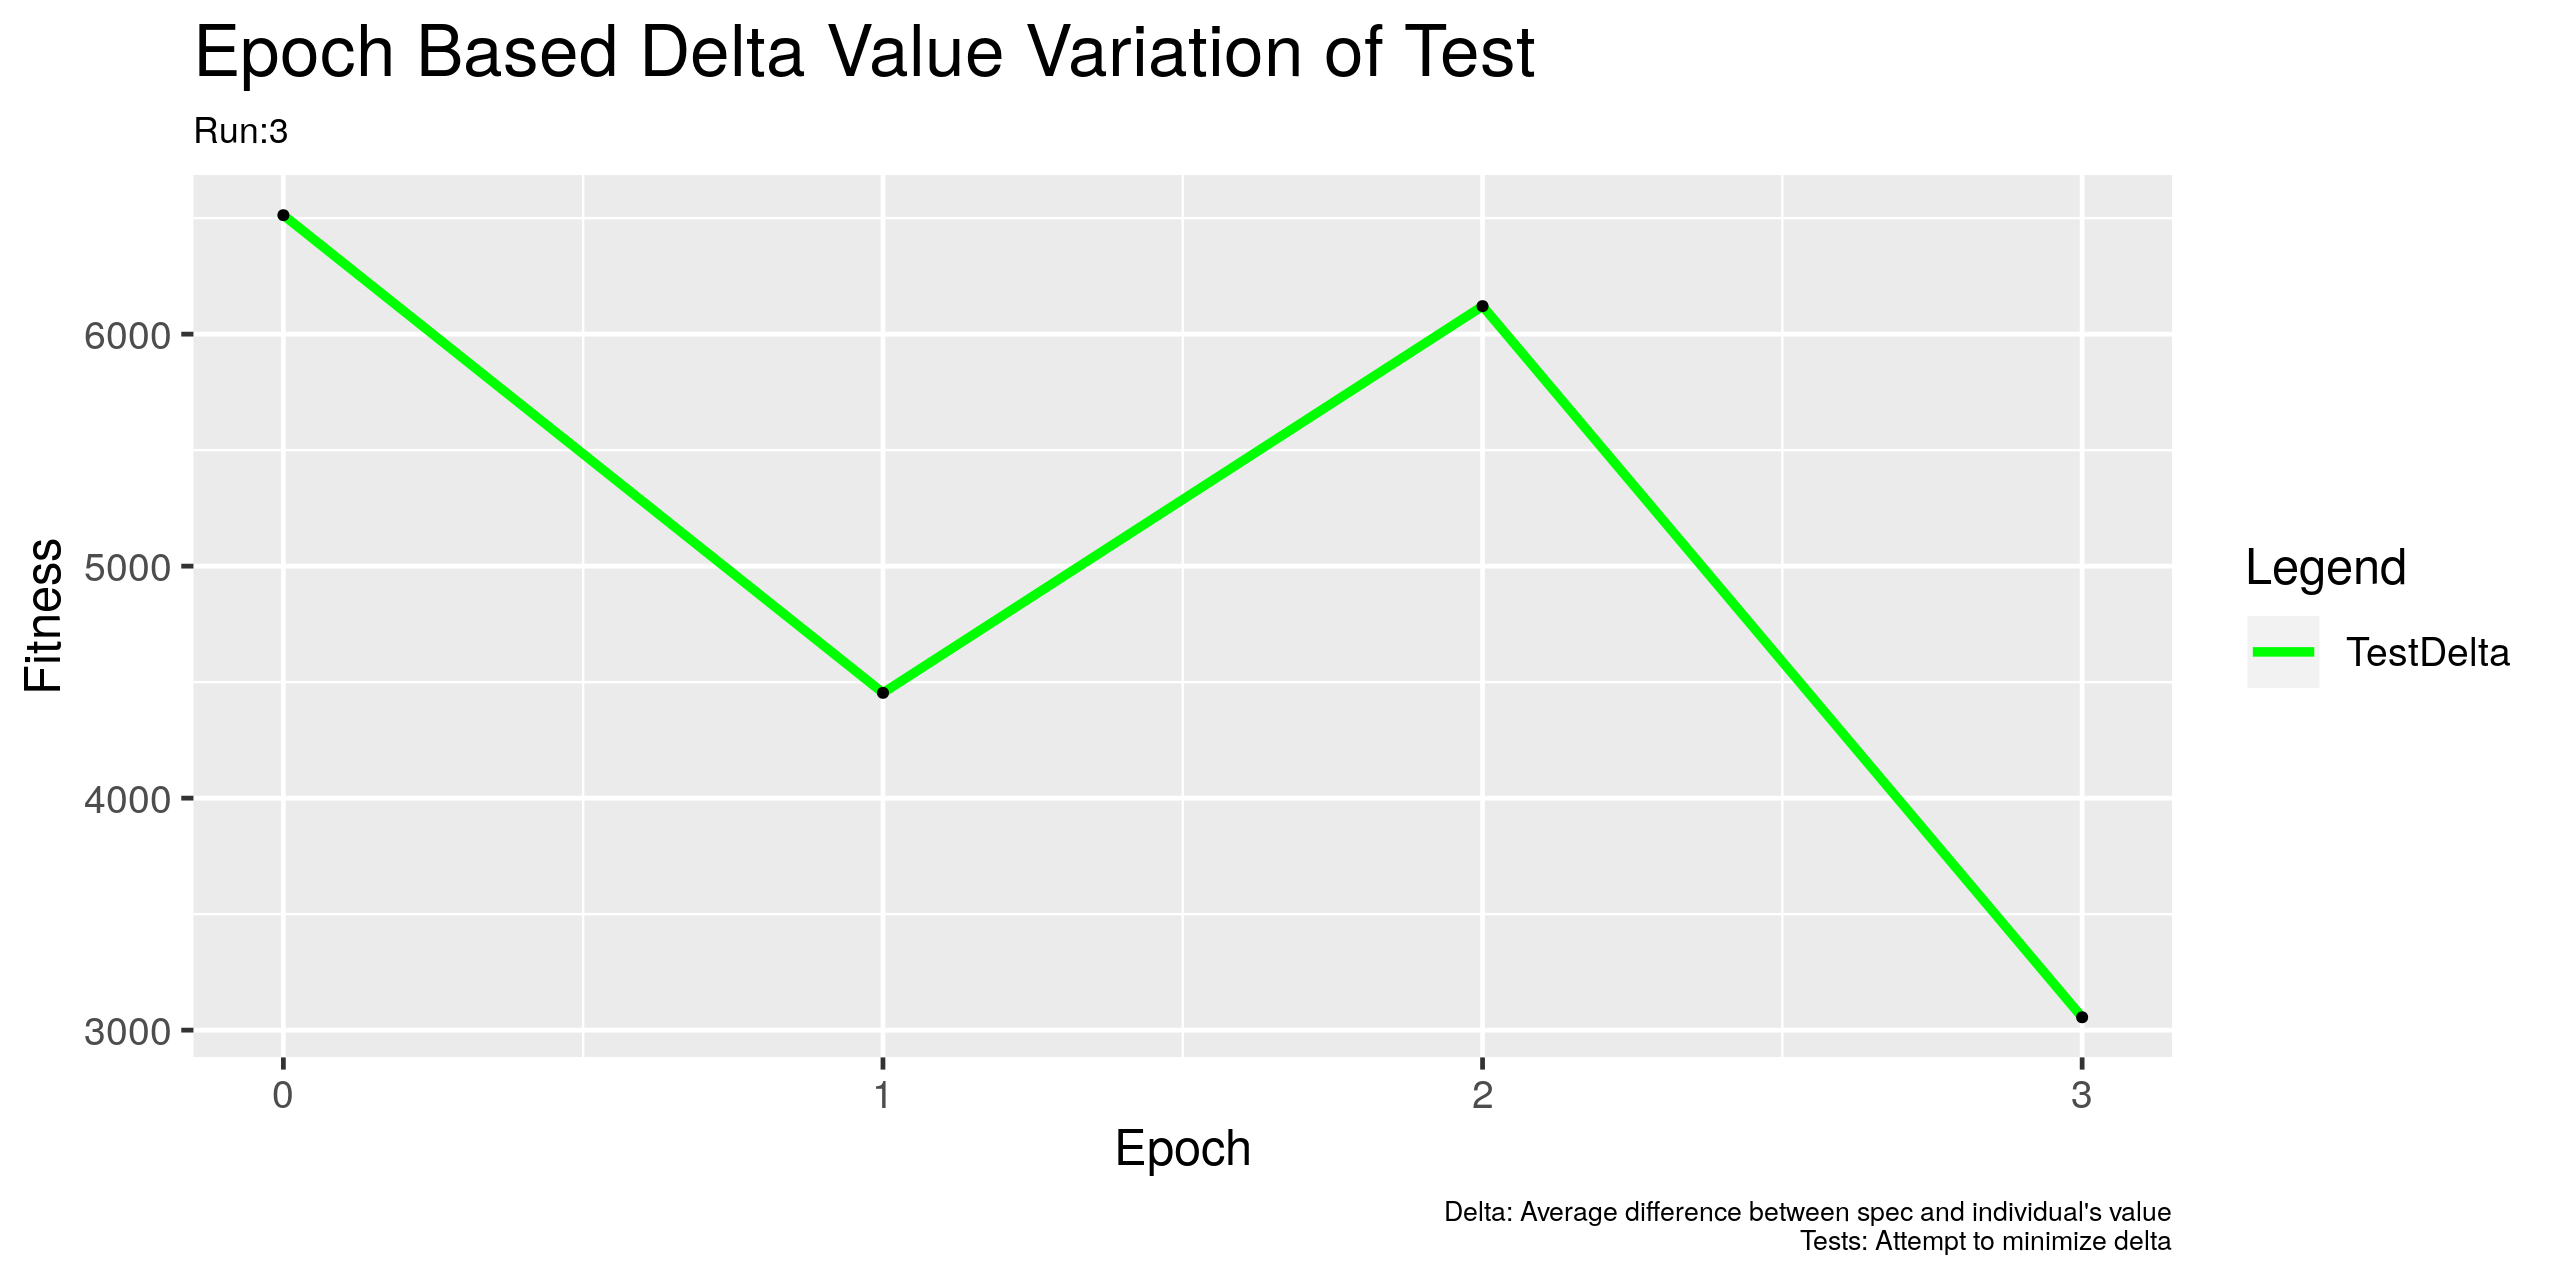 Epoch Based Delta Value Variation of Test
Run:3
Fitness
6000
5000
4000
3000
0 1 2 3
Epoch
Legend
TestDelta
Delta: Average difference between spec and individual's value
Tests: Attempt to minimize delta